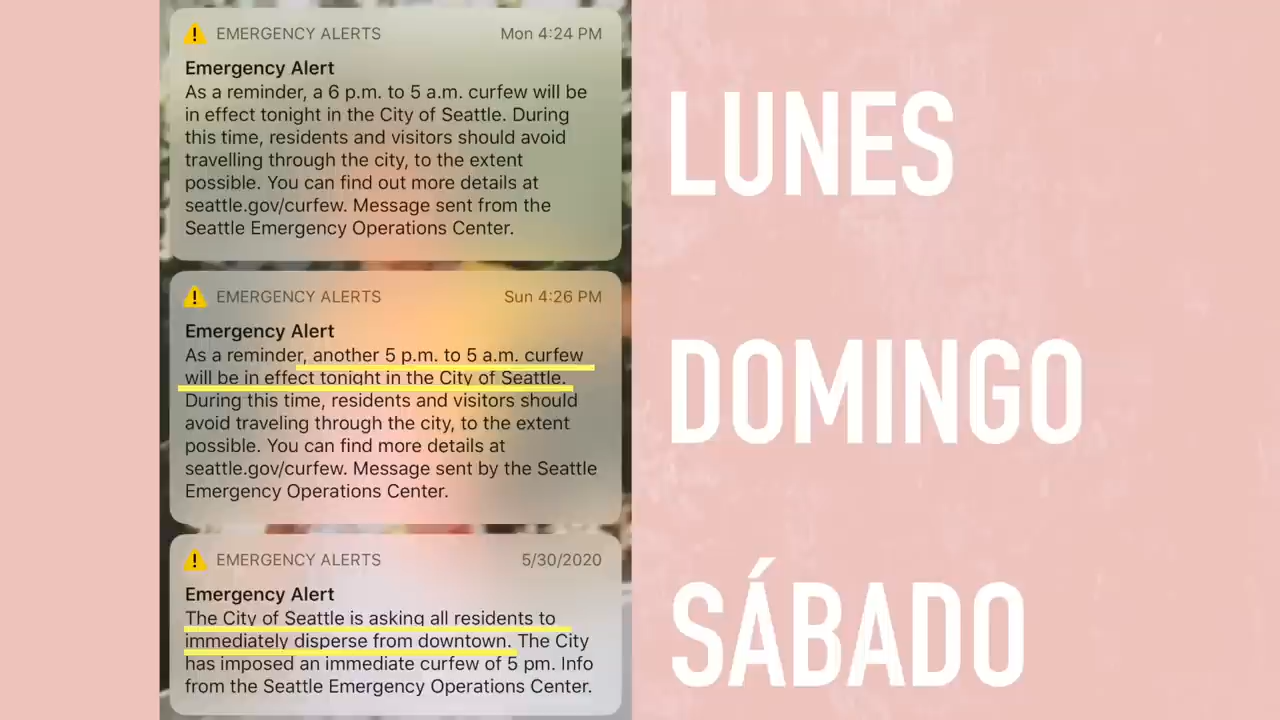 EMERGENCY ALERTS Mon 4:24 PM
Emergency Alert
As a reminder, a 6 p.m. to 5 a.m. curfew will be
in effect tonight in the City of Seattle. During
this time, residents and visitors should avoid
travelling through the city, to the extent
possible. You can find out more details at
seattle.gov/curfew. Message sent from the
Seattle Emergency Operations Center.
LUNES
EMERGENCY ALERTS Sun 4:26 PM
Emergency Alert
As a reminder, another 5 p.m. to 5 a.m. curfew
will be in effect tonight in the City of Seattle.
During this time, residents and visitors should
avoid traveling through the city, to the extent
possible. You can find more details at
seattle.gov/curfew. Message sent by the Seattle
Emergency Operations Center.
DOMINGO
EMERGENCY ALERTS 5/30/2020
Emergency Alert
The City of Seattle is asking all residents to
immediately disperse from downtown. The City
has imposed an immediate curfew of 5 pm. Info
from the Seattle Emergency Operations Center.
SÁBADO